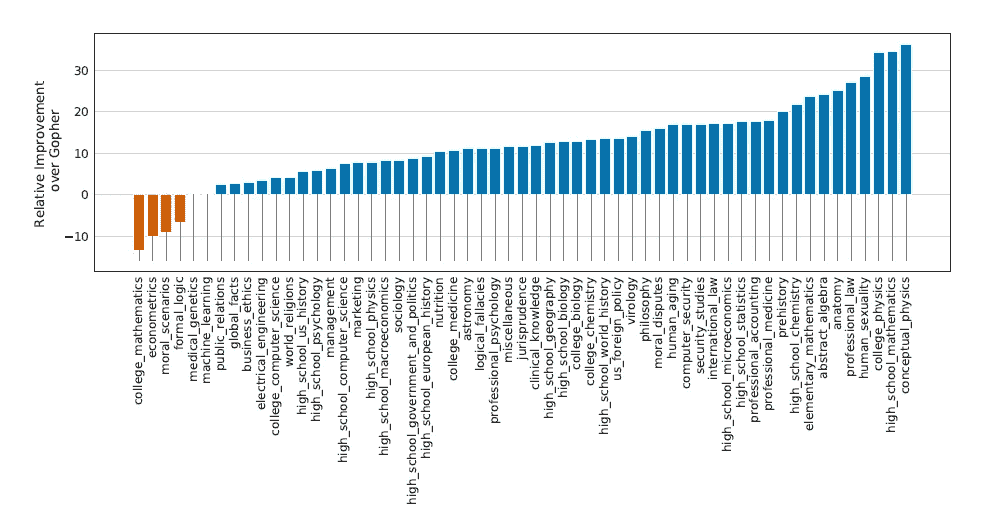 Relative Improvement
over Gopher
30
20
10
0
−10
college_mathematics
econometrics
moral_scenarios
formal_logic
medical_genetics
machine_learning
public_relations
global_facts
business_ethics
electrical_engineering
college_computer_science
world_religions
high_school_us_history
high_school_psychology
management
high_school_computer_science
marketing
high_school_physics
high_school_macroeconomics
sociology
high_school_government_and_politics
high_school_european_history
nutrition
college_medicine
astronomy
logical_fallacies
professional_psychology
miscellaneous
jurisprudence
clinical_knowledge
high_school_geography
high_school_biology
college_biology
college_chemistry
high_school_world_history
us_foreign_policy
virology
philosophy
moral_disputes
human_aging
computer_security
security_studies
international_law
high_school_microeconomics
high_school_statistics
professional_accounting
professional_medicine
prehistory
high_school_chemistry
elementary_mathematics
abstract_algebra
anatomy
professional_law
human_sexuality
college_physics
high_school_mathematics
conceptual_physics